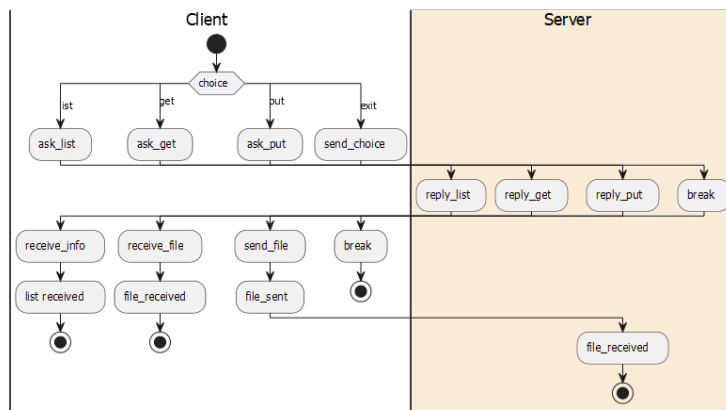 Client
Server
choice
list
get
put
exit
ask_list
ask_get
ask_put
send_choice
reply_list
reply_get
reply_put
break
receive_info
receive_file
send_file
break
list received
file_received
file_sent
file_received